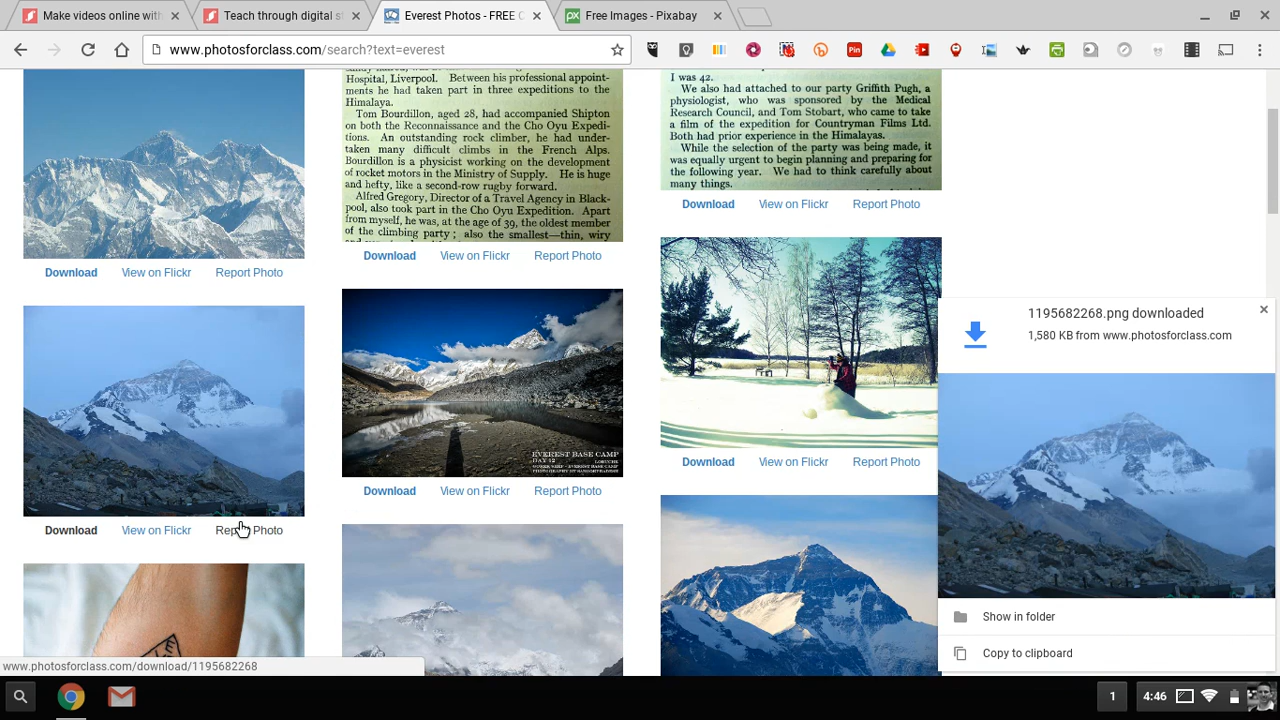 Make videos online with
Teach through digital st
Everest Photos - FREE C
Free Images - Pixabay
www.photosforclass.com/search?text=everest
Pin
Hospital, Liverpool. Between his professional appoint-
ments he had taken part in three expeditions to the
Himalaya.
Tom Bourdillon, aged 28, had accompanied Shipton
on both the Reconnaissance and the Cho Oyu Expedi-
tions. An outstanding rock climber, he had under-
taken many difficult climbs in the French Alps.
Bourdillon is a physicist working on the development
of rocket motors in the Ministry of Supply. He is huge
and hefty, like a second-row rugby forward.
Alfred Gregory, Director of a Travel Agency in Black-
pool, also took part in the Cho Oyu Expedition. Apart
from myself, he was, at the age of 39, the oldest member
of the climbing party; also the smallest—thin, wiry
I was 42.
We also had attached to our party Griffith Pugh, a
physiologist, who was sponsored by the Medical
Research Council, and Tom Stobart, who came to take
a film of the expedition for Countryman Films Ltd.
Both had prior experience in the Himalayas.
While the selection of the party was being made, it
was equally urgent to begin planning and preparing for
the following year. We had to think carefully about
many things.
Download View on Flickr Report Photo
Download View on Flickr Report Photo
Download View on Flickr Report Photo
EVEREST BASE CAMP
DAY 12
LOBUCHE
Download View on Flickr Report Photo
Download View on Flickr Report Photo
Download View on Flickr Report Photo
1195682268.png downloaded
1,580 KB from www.photosforclass.com
Show in folder
Copy to clipboard
www.photosforclass.com/download/1195682268
1
4:46